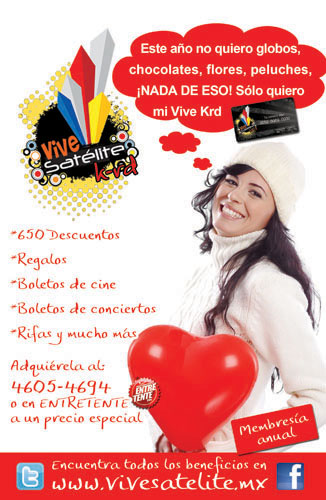 Este año no quiero globos,
chocolates, flores, peluches,
¡NADA DE ESO! Sólo quiero
mi Vive Krd
Vive
Satélite
krd
*650 Descuentos
*Regalos
*Boletos de cine
*Boletos de conciertos
*Rifas y mucho más
Adquiérela al:
4605-4694
o en ENTRETENTE
a un precio especial
ENTRE
TENTE
Membresía
anual
Encuentra todos los beneficios en
www.vivesatelite.mx